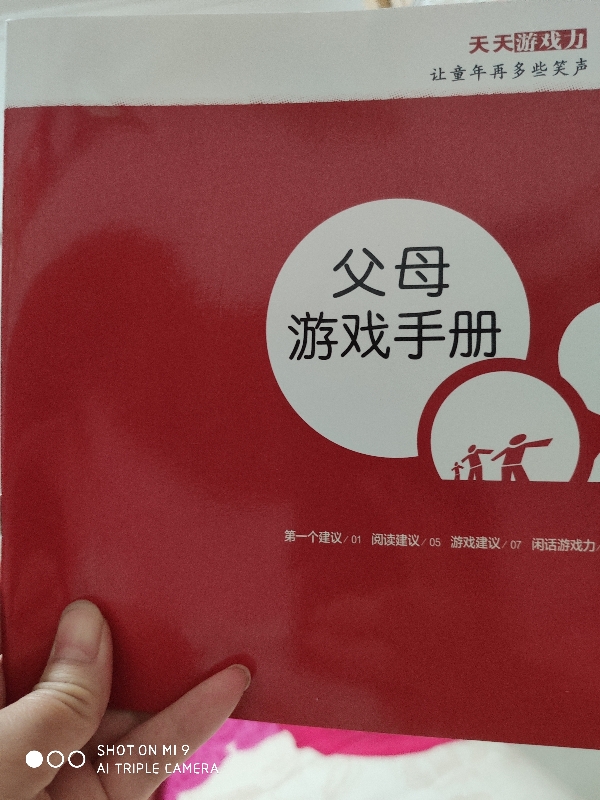 天天游戏力
让童年再多些笑声
父母
游戏手册
第一个建议/01 阅读建议/05 游戏建议/07 闲话游戏力/
SHOT ON MI 9
AI TRIPLE CAMERA